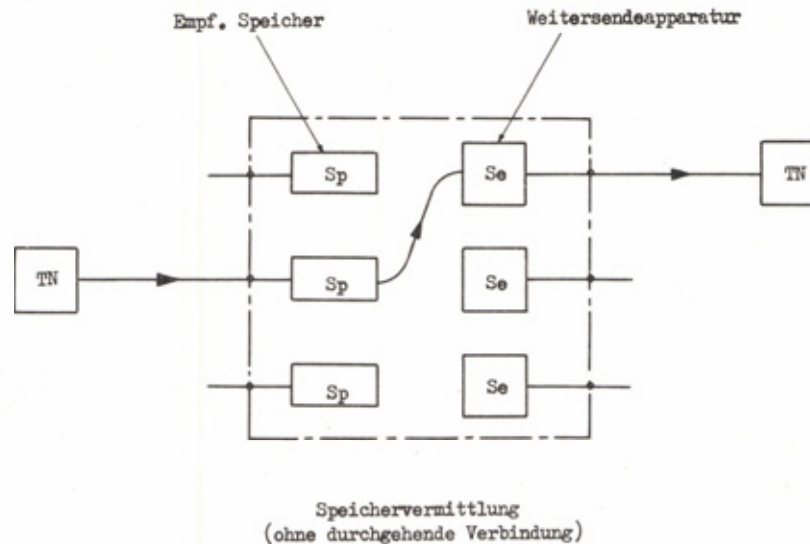 Empf. Speicher Weitersendeapparatur
Sp Se TN
TN Sp Se
Sp Se
Speichervermittlung
(ohne durchgehende Verbindung)